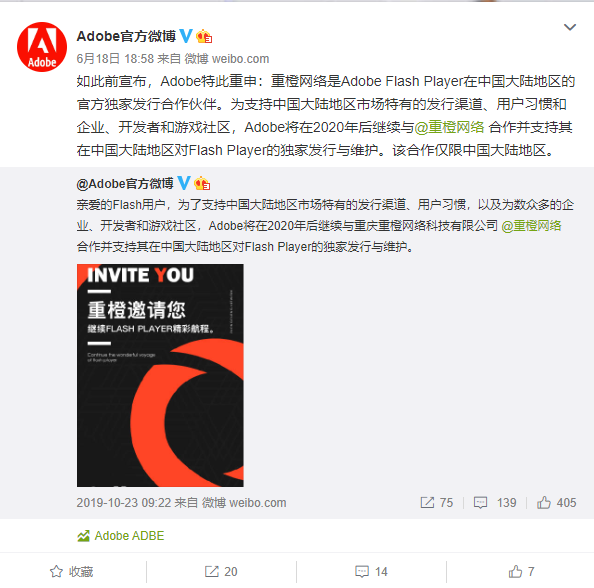 Adobe
Adobe官方微博
6月18日 18:58 来自 微博 weibo.com
如此前宣布，Adobe特此重申：重橙网络是Adobe Flash Player在中国大陆地区的
官方独家发行合作伙伴。为支持中国大陆地区市场特有的发行渠道、用户习惯和
企业、开发者和游戏社区，Adobe将在2020年后继续与@重橙网络 合作并支持其
在中国大陆地区对Flash Player的独家发行与维护。该合作仅限中国大陆地区。
@Adobe官方微博
亲爱的Flash用户，为了支持中国大陆地区市场特有的发行渠道、用户习惯，以及为数众多的企
业、开发者和游戏社区，Adobe将在2020年后继续与重庆重橙网络科技有限公司 @重橙网络
合作并支持其在中国大陆地区对Flash Player的独家发行与维护。
INVITE YOU
重橙邀请您
继续FLASH PLAYER精彩航程。
Continue the wonderful voyage
of flash player
2019-10-23 09:22 来自 微博 weibo.com 75 139 405
Adobe ADBE
收藏 20 14 7